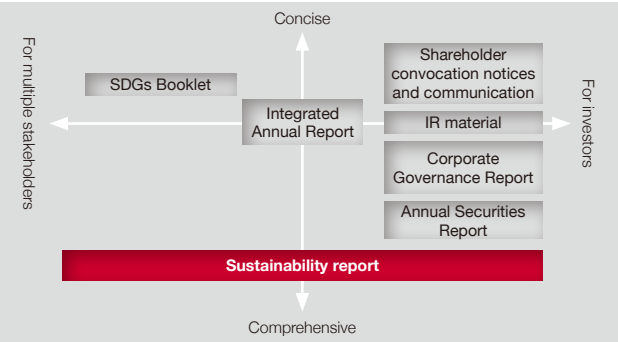 Concise
For multiple stakeholders
SDGs Booklet
Integrated
Annual Report
Shareholder
convocation notices
and communication
IR material
Corporate
Governance Report
Annual Securities
Report
For investors
Sustainability report
Comprehensive